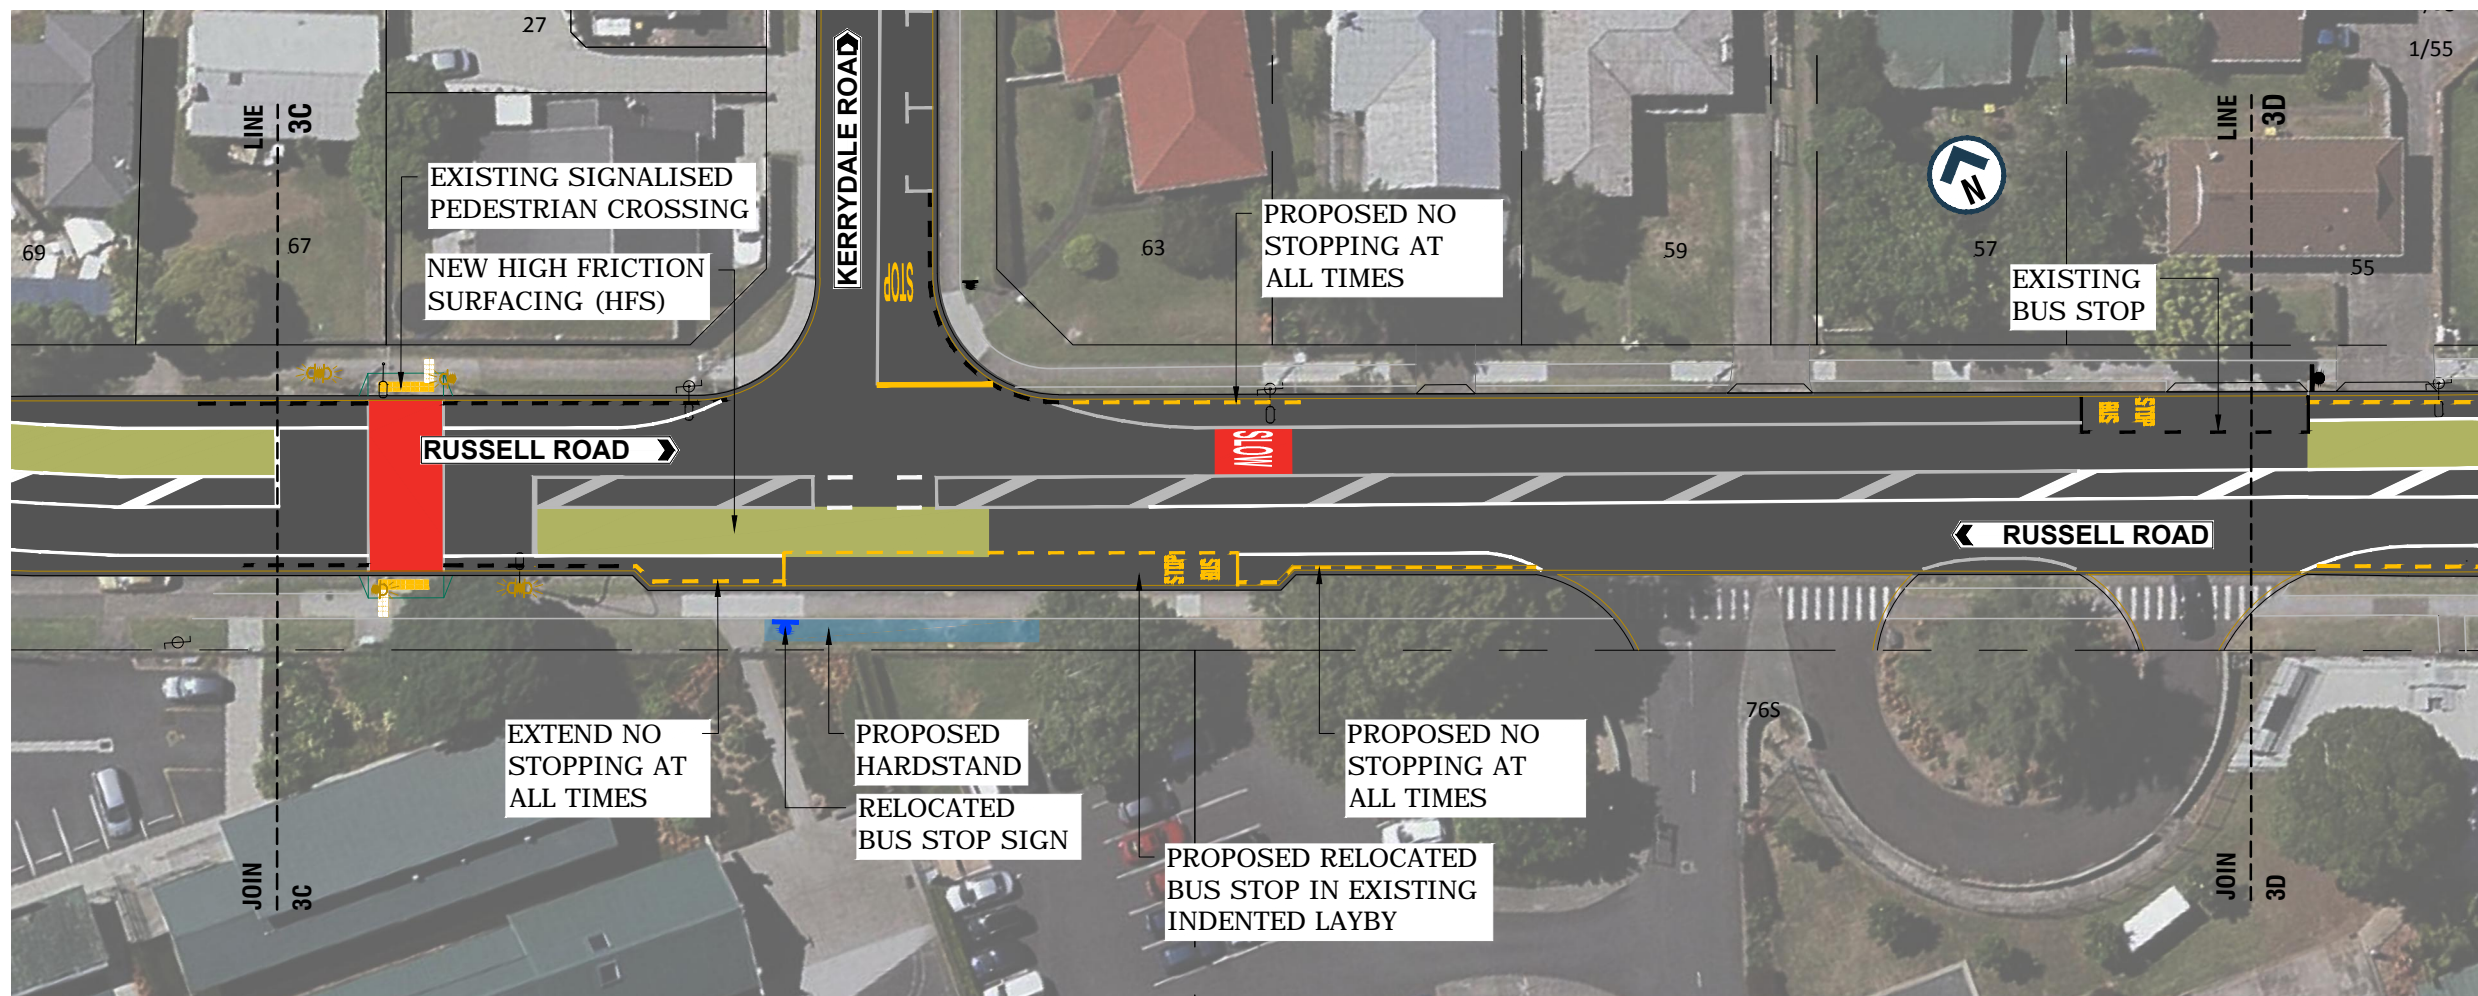 27
1/55
KERRYDALE ROAD
LINE
3C
LINE
3D
EXISTING SIGNALISED
PEDESTRIAN CROSSING
N
PROPOSED NO
STOPPING AT
ALL TIMES
69
67
63
59
57
55
NEW HIGH FRICTION
SURFACING (HFS)
STOP
EXISTING
BUS STOP
BUS
STOP
RUSSELL ROAD
SLOW
RUSSELL ROAD
STOP
BUS
76S
EXTEND NO
STOPPING AT
ALL TIMES
PROPOSED
HARDSTAND
RELOCATED
BUS STOP SIGN
PROPOSED NO
STOPPING AT
ALL TIMES
PROPOSED RELOCATED
BUS STOP IN EXISTING
INDENTED LAYBY
JOIN
3C
JOIN
3D